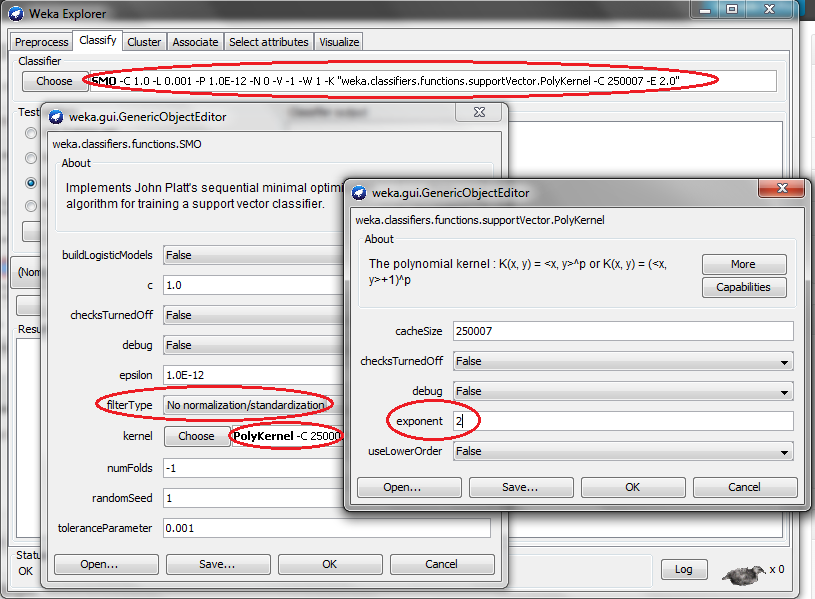 Weka Explorer
Preprocess Classify Cluster Associate Select attributes Visualize
Classifier
Choose SMO -C 1.0 -L 0.001 -P 1.0E-12 -N 0 -V -1 -W 1 -K "weka.classifiers.functions.supportVector.PolyKernel -C 250007 -E 2.0"
Test
(Nom
Resu
Statu
OK
Log
x 0
weka.gui.GenericObjectEditor
weka.classifiers.functions.SMO
About
Implements John Platt's sequential minimal optimi
algorithm for training a support vector classifier.
buildLogisticModels False
c 1.0
checksTurnedOff False
debug False
epsilon 1.0E-12
filterType No normalization/standardization
kernel Choose PolyKernel -C 25000
numFolds -1
randomSeed 1
toleranceParameter 0.001
Open... Save... OK Cancel
weka.gui.GenericObjectEditor
weka.classifiers.functions.supportVector.PolyKernel
About
The polynomial kernel : K(x, y) = <x, y>^p or K(x, y) = (<x,
y>+1)^p
More
Capabilities
cacheSize 250007
checksTurnedOff False
debug False
exponent 2
useLowerOrder False
Open... Save... OK Cancel